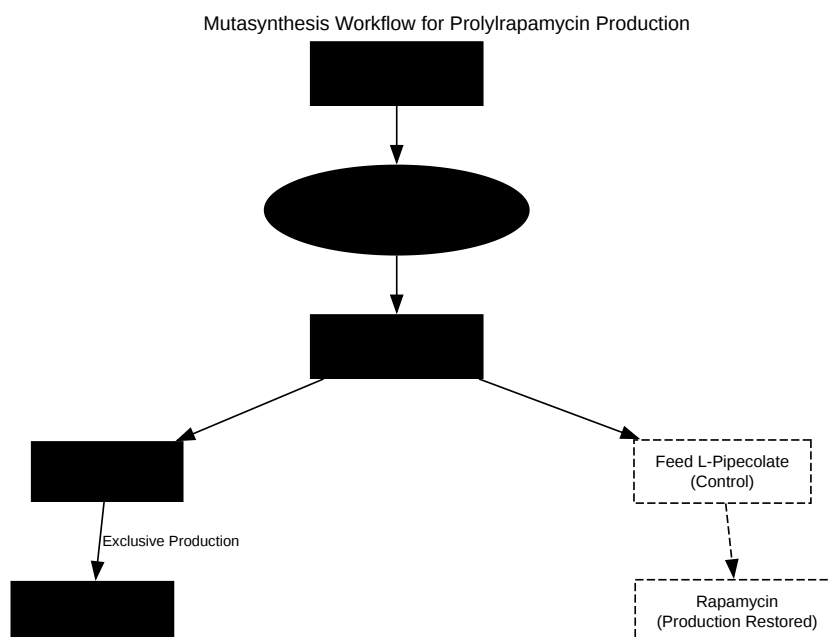 Mutasynthesis Workflow for Prolylrapamycin Production
Feed L-Pipecolate
(Control)
Exclusive Production
Rapamycin
(Production Restored)